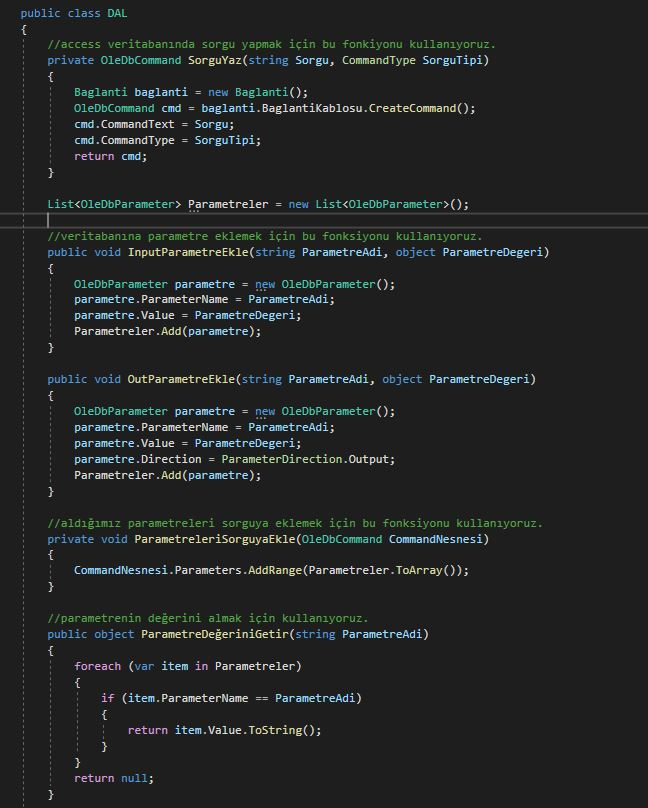 public class DAL
{
//access veritabanında sorgu yapmak için bu fonkiyonu kullanıyoruz.
private OleDbCommand SorguYaz(string Sorgu, CommandType SorguTipi)
{
Baglanti baglanti = new Baglanti();
OleDbCommand cmd = baglanti.BaglantiKablosu.CreateCommand();
cmd.CommandText = Sorgu;
cmd.CommandType = SorguTipi;
return cmd;
}
List<OleDbParameter> Parametreler = new List<OleDbParameter>();
//veritabanına parametre eklemek için bu fonksiyonu kullanıyoruz.
public void InputParametreEkle(string ParametreAdi, object ParametreDegeri)
{
OleDbParameter parametre = new OleDbParameter();
parametre.ParameterName = ParametreAdi;
parametre.Value = ParametreDegeri;
Parametreler.Add(parametre);
}
public void OutParametreEkle(string ParametreAdi, object ParametreDegeri)
{
OleDbParameter parametre = new OleDbParameter();
parametre.ParameterName = ParametreAdi;
parametre.Value = ParametreDegeri;
parametre.Direction = ParameterDirection.Output;
Parametreler.Add(parametre);
}
//aldığımız parametreleri sorguya eklemek için bu fonksiyonu kullanıyoruz.
private void ParametreleriSorguyaEkle(OleDbCommand CommandNesnesi)
{
CommandNesnesi.Parameters.AddRange(Parametreler.ToArray());
}
//parametrenin değerini almak için kullanıyoruz.
public object ParametreDeğeriniGetir(string ParametreAdi)
{
foreach (var item in Parametreler)
{
if (item.ParameterName == ParametreAdi)
{
return item.Value.ToString();
}
}
return null;
}